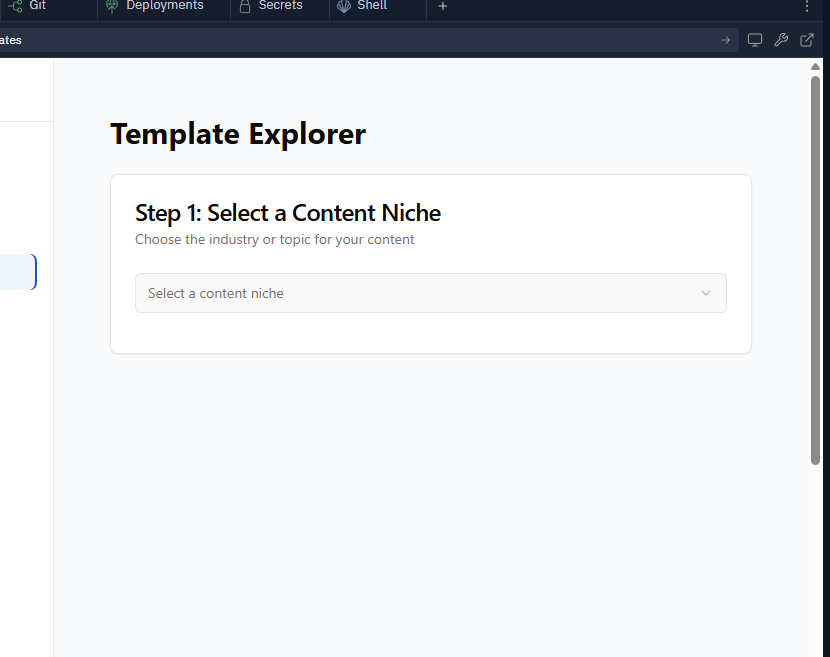 Git
Deployments
Secrets
Shell
ates
Template Explorer
Step 1: Select a Content Niche
Choose the industry or topic for your content
Select a content niche